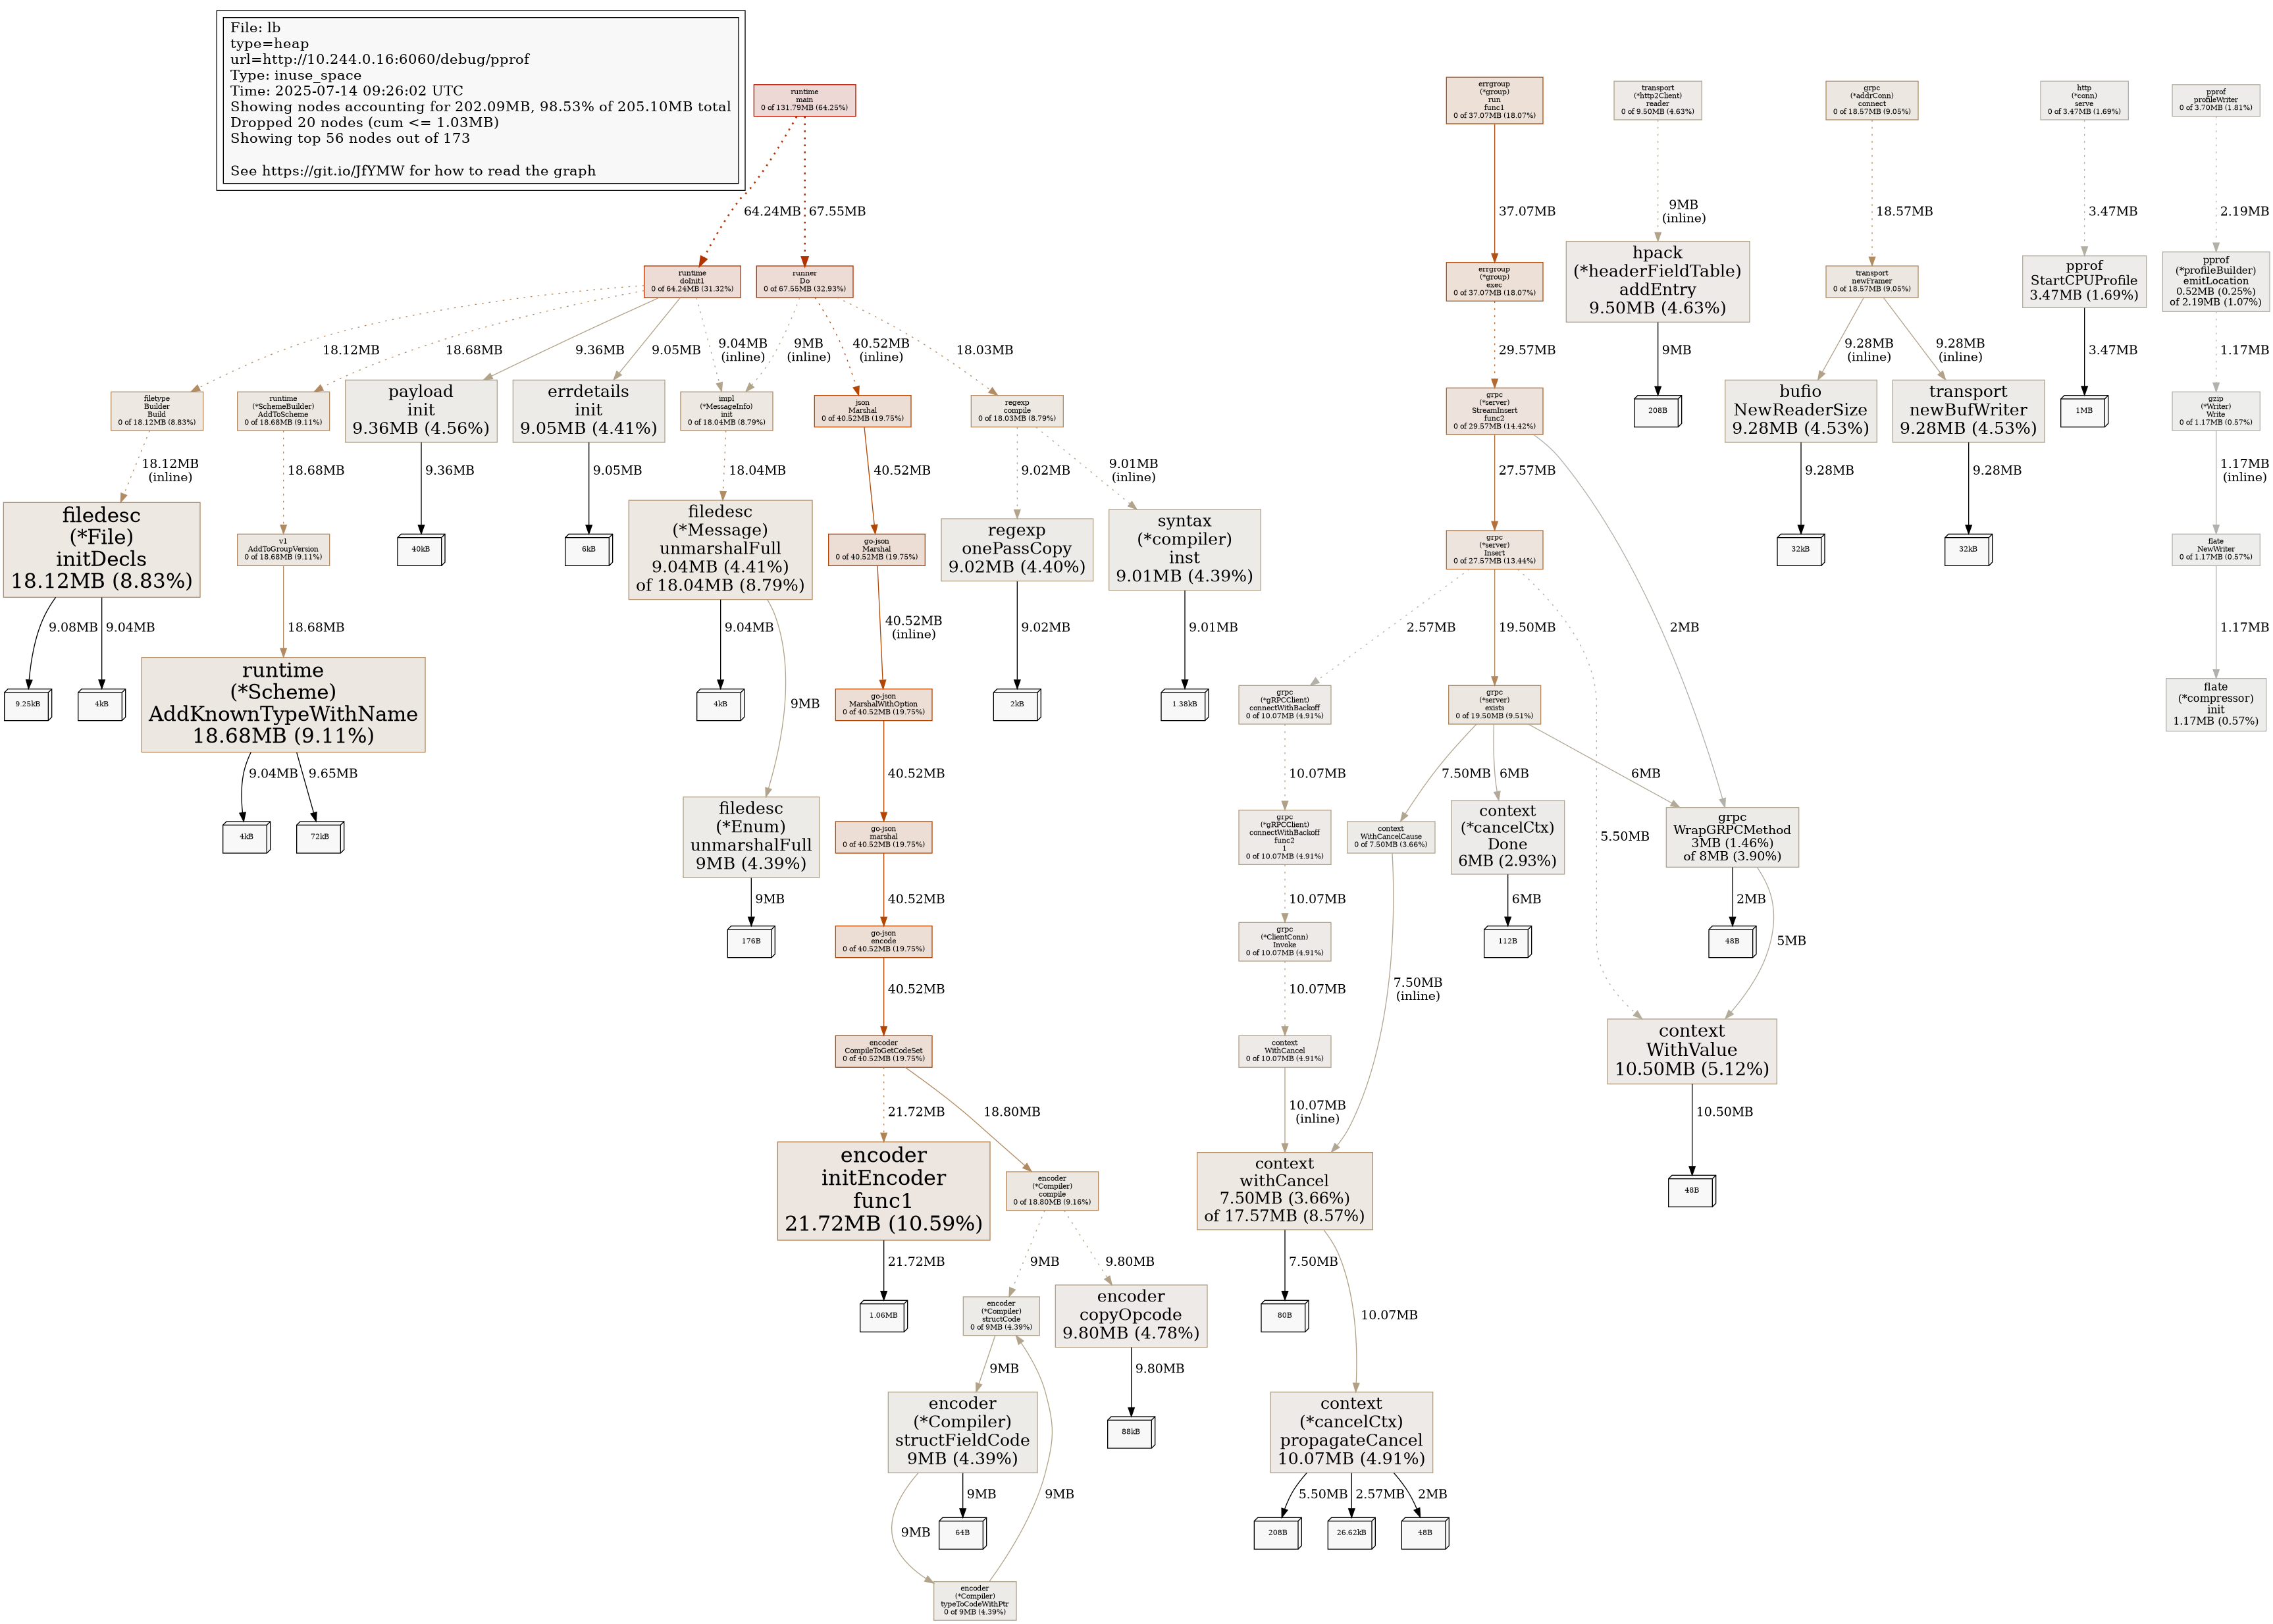 File: lb
type=heap
url=http://10.244.0.16:6060/debug/pprof
Type: inuse_space
Time: 2025-07-14 09:26:02 UTC
Showing nodes accounting for 202.09MB, 98.53% of 205.10MB total
Dropped 20 nodes (cum <= 1.03MB)
Showing top 56 nodes out of 173
See https://git.io/JfYMW for how to read the graph
runtime
main
0 of 131.79MB (64.25%)
errgroup
(*group)
run
func1
0 of 37.07MB (18.07%)
transport
(*http2Client)
reader
0 of 9.50MB (4.63%)
grpc
(*addrConn)
connect
0 of 18.57MB (9.05%)
http
(*conn)
serve
0 of 3.47MB (1.69%)
pprof
profileWriter
0 of 3.70MB (1.81%)
64.24MB
67.55MB
37.07MB
9MB
(inline)
18.57MB
3.47MB
2.19MB
runtime
doInit1
0 of 64.24MB (31.32%)
runner
Do
0 of 67.55MB (32.93%)
errgroup
(*group)
exec
0 of 37.07MB (18.07%)
hpack
(*headerFieldTable)
addEntry
9.50MB (4.63%)
transport
newFramer
0 of 18.57MB (9.05%)
pprof
StartCPUProfile
3.47MB (1.69%)
pprof
(*profileBuilder)
emitLocation
0.52MB (0.25%)
of 2.19MB (1.07%)
18.12MB
18.68MB
9.36MB
9.05MB
9.04MB
(inline)
9MB
(inline)
40.52MB
(inline)
18.03MB
29.57MB
9MB
9.28MB
(inline)
9.28MB
(inline)
3.47MB
1.17MB
filetype
Builder
Build
0 of 18.12MB (8.83%)
runtime
(*SchemeBuilder)
AddToScheme
0 of 18.68MB (9.11%)
payload
init
9.36MB (4.56%)
errdetails
init
9.05MB (4.41%)
impl
(*MessageInfo)
init
0 of 18.04MB (8.79%)
json
Marshal
0 of 40.52MB (19.75%)
regexp
compile
0 of 18.03MB (8.79%)
grpc
(*server)
StreamInsert
func2
0 of 29.57MB (14.42%)
208B
bufio
NewReaderSize
9.28MB (4.53%)
transport
newBufWriter
9.28MB (4.53%)
1MB
gzip
(*Writer)
Write
0 of 1.17MB (0.57%)
18.12MB
(inline)
18.68MB
9.36MB
9.05MB
18.04MB
40.52MB
9.02MB
9.01MB
(inline)
27.57MB
9.28MB
9.28MB
1.17MB
(inline)
filedesc
(*File)
initDecls
18.12MB (8.83%)
v1
AddToGroupVersion
0 of 18.68MB (9.11%)
40kB
6kB
filedesc
(*Message)
unmarshalFull
9.04MB (4.41%)
of 18.04MB (8.79%)
go-json
Marshal
0 of 40.52MB (19.75%)
regexp
onePassCopy
9.02MB (4.40%)
syntax
(*compiler)
inst
9.01MB (4.39%)
grpc
(*server)
Insert
0 of 27.57MB (13.44%)
32kB
32kB
flate
NewWriter
0 of 1.17MB (0.57%)
9.08MB
9.04MB
18.68MB
9.04MB
40.52MB
(inline)
9.02MB
9.01MB
2.57MB
19.50MB
2MB
1.17MB
9.25kB
4kB
runtime
(*Scheme)
AddKnownTypeWithName
18.68MB (9.11%)
4kB
9MB
go-json
MarshalWithOption
0 of 40.52MB (19.75%)
2kB
1.38kB
grpc
(*gRPCClient)
connectWithBackoff
0 of 10.07MB (4.91%)
grpc
(*server)
exists
0 of 19.50MB (9.51%)
flate
(*compressor)
init
1.17MB (0.57%)
9.04MB
9.65MB
40.52MB
10.07MB
7.50MB
6MB
6MB
4kB
72kB
filedesc
(*Enum)
unmarshalFull
9MB (4.39%)
go-json
marshal
0 of 40.52MB (19.75%)
grpc
(*gRPCClient)
connectWithBackoff
func2
1
0 of 10.07MB (4.91%)
context
WithCancelCause
0 of 7.50MB (3.66%)
context
(*cancelCtx)
Done
6MB (2.93%)
5.50MB
grpc
WrapGRPCMethod
3MB (1.46%)
of 8MB (3.90%)
9MB
40.52MB
10.07MB
6MB
2MB
176B
go-json
encode
0 of 40.52MB (19.75%)
grpc
(*ClientConn)
Invoke
0 of 10.07MB (4.91%)
112B
48B
5MB
40.52MB
10.07MB
7.50MB
(inline)
encoder
CompileToGetCodeSet
0 of 40.52MB (19.75%)
context
WithCancel
0 of 10.07MB (4.91%)
context
WithValue
10.50MB (5.12%)
21.72MB
18.80MB
10.07MB
(inline)
10.50MB
encoder
initEncoder
func1
21.72MB (10.59%)
encoder
(*Compiler)
compile
0 of 18.80MB (9.16%)
context
withCancel
7.50MB (3.66%)
of 17.57MB (8.57%)
48B
21.72MB
9MB
9.80MB
7.50MB
1.06MB
encoder
(*Compiler)
structCode
0 of 9MB (4.39%)
encoder
copyOpcode
9.80MB (4.78%)
80B
10.07MB
9MB
9.80MB
encoder
(*Compiler)
structFieldCode
9MB (4.39%)
88kB
context
(*cancelCtx)
propagateCancel
10.07MB (4.91%)
9MB
9MB
9MB
5.50MB
2.57MB
2MB
64B
208B
26.62kB
48B
encoder
(*Compiler)
typeToCodeWithPtr
0 of 9MB (4.39%)